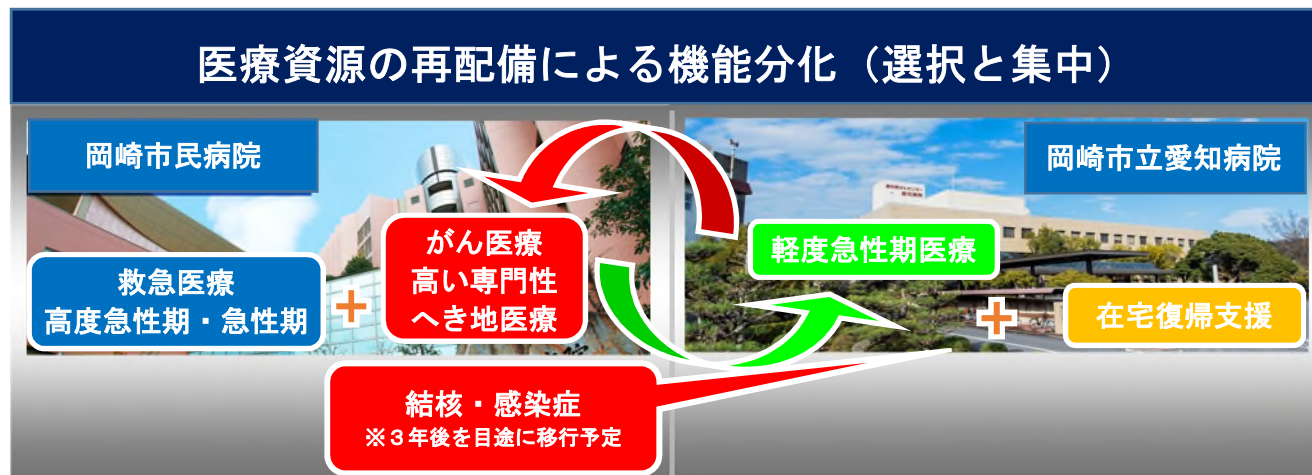 医療資源の再配備による機能分化（選択と集中）
岡崎市民病院
岡崎市立愛知病院
がん医療
高い専門性
へき地医療
軽度急性期医療
救急医療
高度急性期・急性期
+
+
在宅復帰支援
結核・感染症
※３年後を目途に移行予定